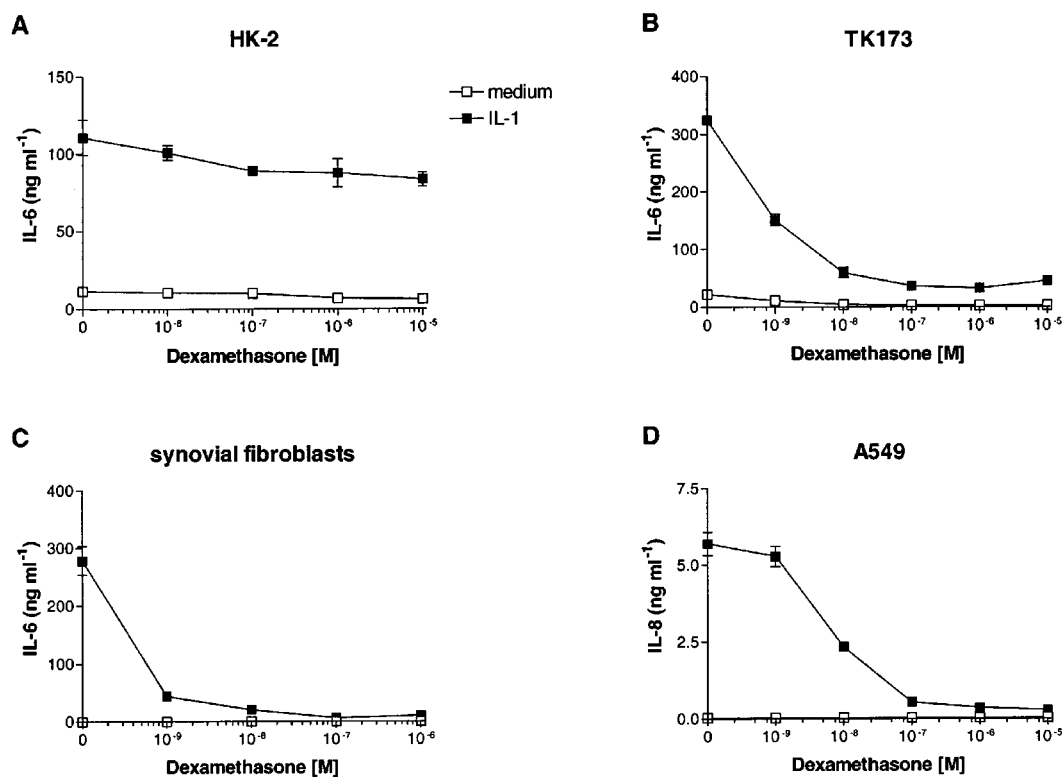 A
HK-2
150
100
50
0
IL-6 (ng ml⁻¹)
0
10⁻⁸
10⁻⁷
10⁻⁶
10⁻⁵
Dexamethasone [M]
medium
IL-1
B
TK173
400
300
200
100
0
IL-6 (ng ml⁻¹)
0
10⁻⁹
10⁻⁸
10⁻⁷
10⁻⁶
10⁻⁵
Dexamethasone [M]
C
synovial fibroblasts
400
300
200
100
0
IL-6 (ng ml⁻¹)
0
10⁻⁹
10⁻⁸
10⁻⁷
10⁻⁶
Dexamethasone [M]
D
A549
7.5
5.0
2.5
0.0
IL-8 (ng ml⁻¹)
0
10⁻⁹
10⁻⁸
10⁻⁷
10⁻⁶
10⁻⁵
Dexamethasone [M]